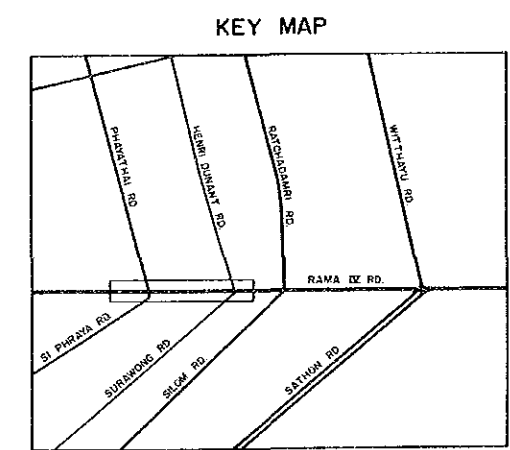 KEY MAP
PHAYATHAI RD.
HENRI DUNANT RD.
RATCHADAMRI RD.
WITTHAYU RD.
RAMA IV RD.
SI PHRAYA RD.
SURAWONG RD.
SILOM RD.
SATHON RD